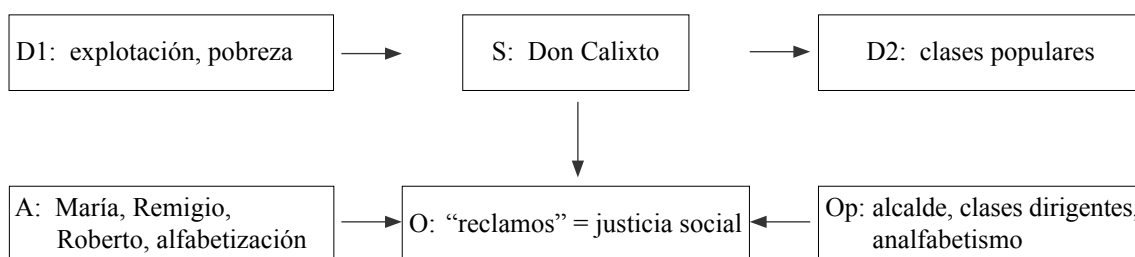 D1: explotación, pobreza
S: Don Calixto
D2: clases populares
A: María, Remigio,
Roberto, alfabetización
O: “reclamos” = justicia social
Op: alcalde, clases dirigentes,
analfabetismo